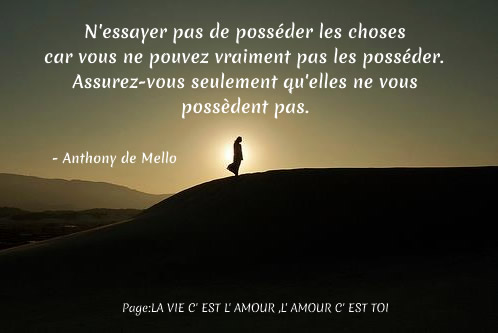 N'essayer pas de posséder les choses
car vous ne pouvez vraiment pas les posséder.
Assurez-vous seulement qu'elles ne vous
possèdent pas.
- Anthony de Mello
Page:LA VIE C' EST L' AMOUR ,L' AMOUR C' EST TOI